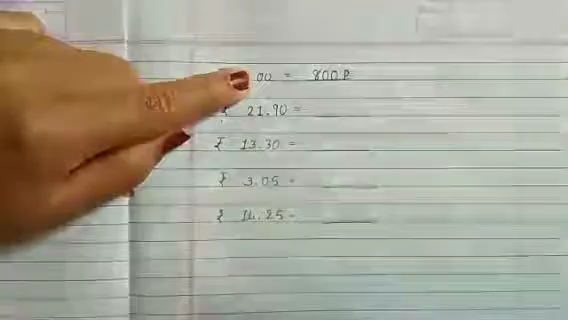 .00 = 800 P
₹ 21.90 =
₹ 13.30 =
₹ 3.05 =
₹ 14.25 =